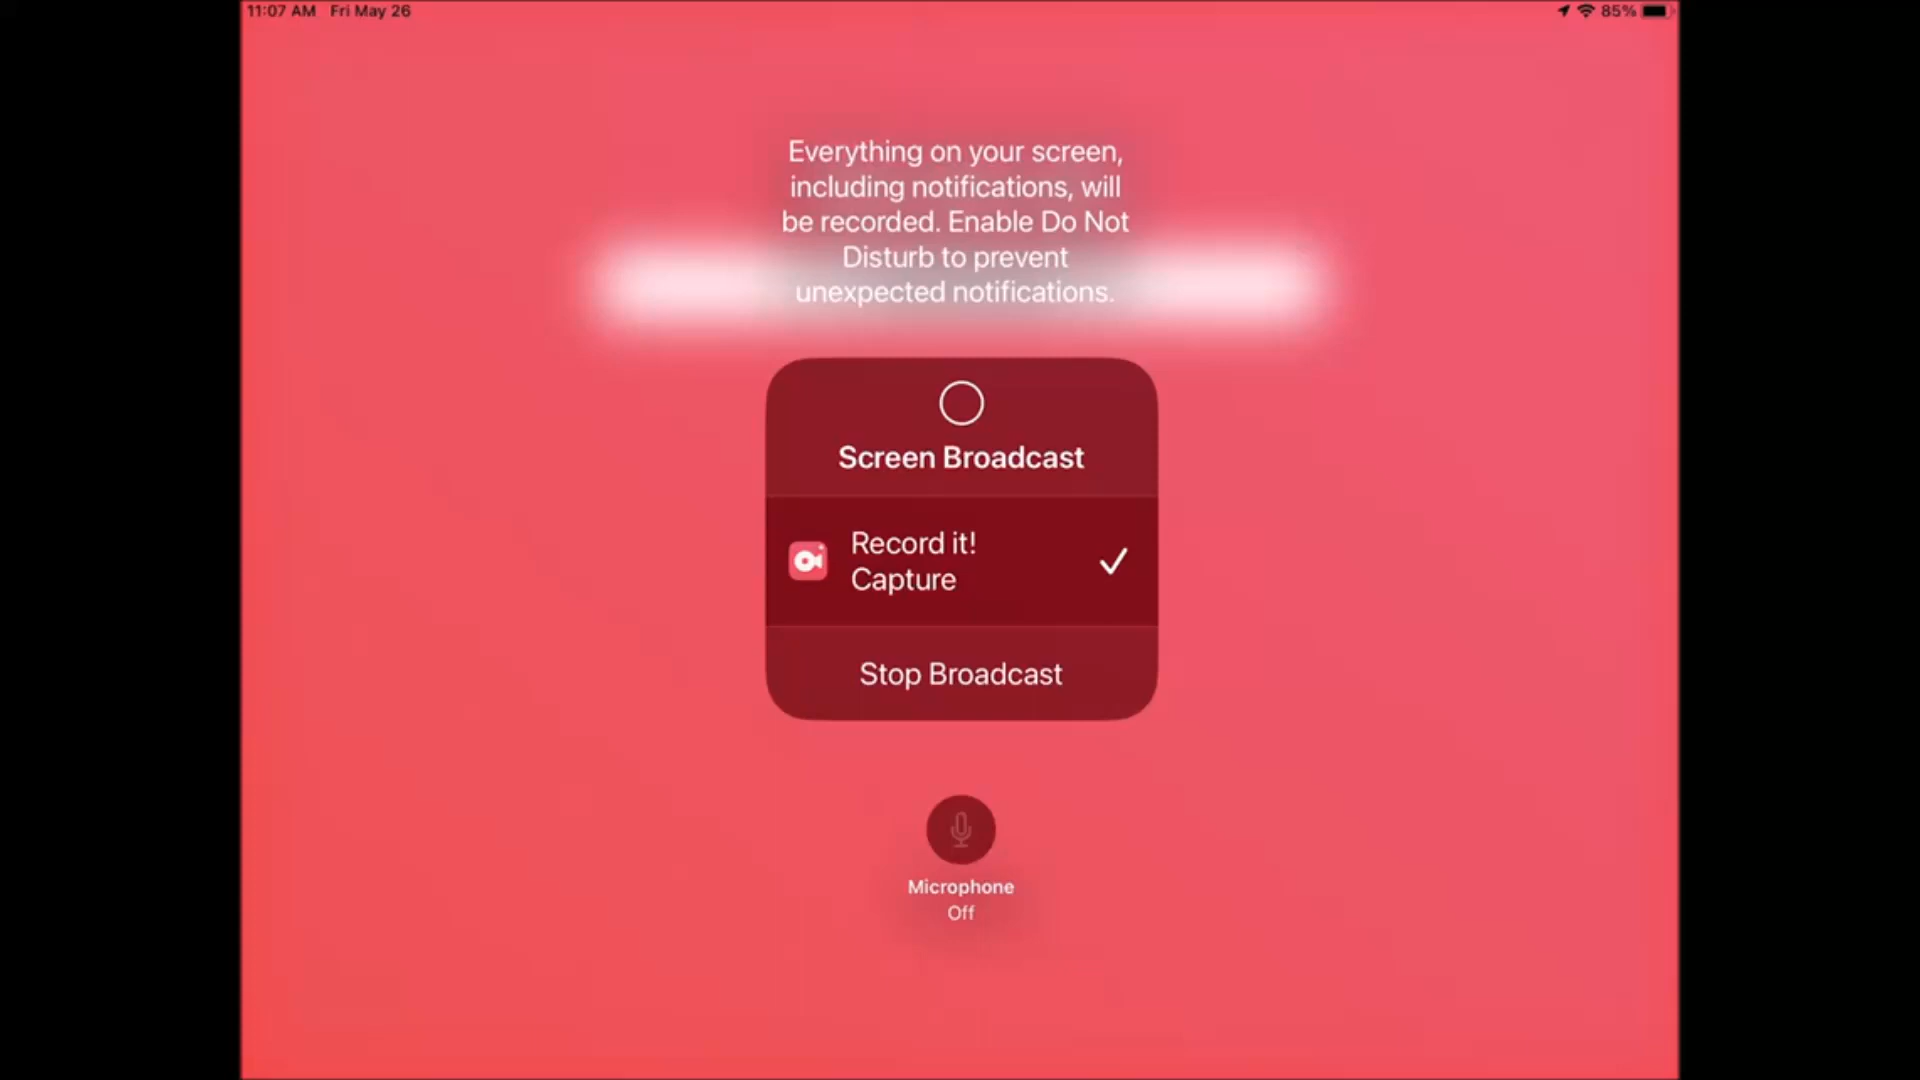 11:07 AM Fri May 26
85%
Everything on your screen,
including notifications, will
be recorded. Enable Do Not
Disturb to prevent
unexpected notifications.
Screen Broadcast
Record it!
Capture
Stop Broadcast
Microphone
Off